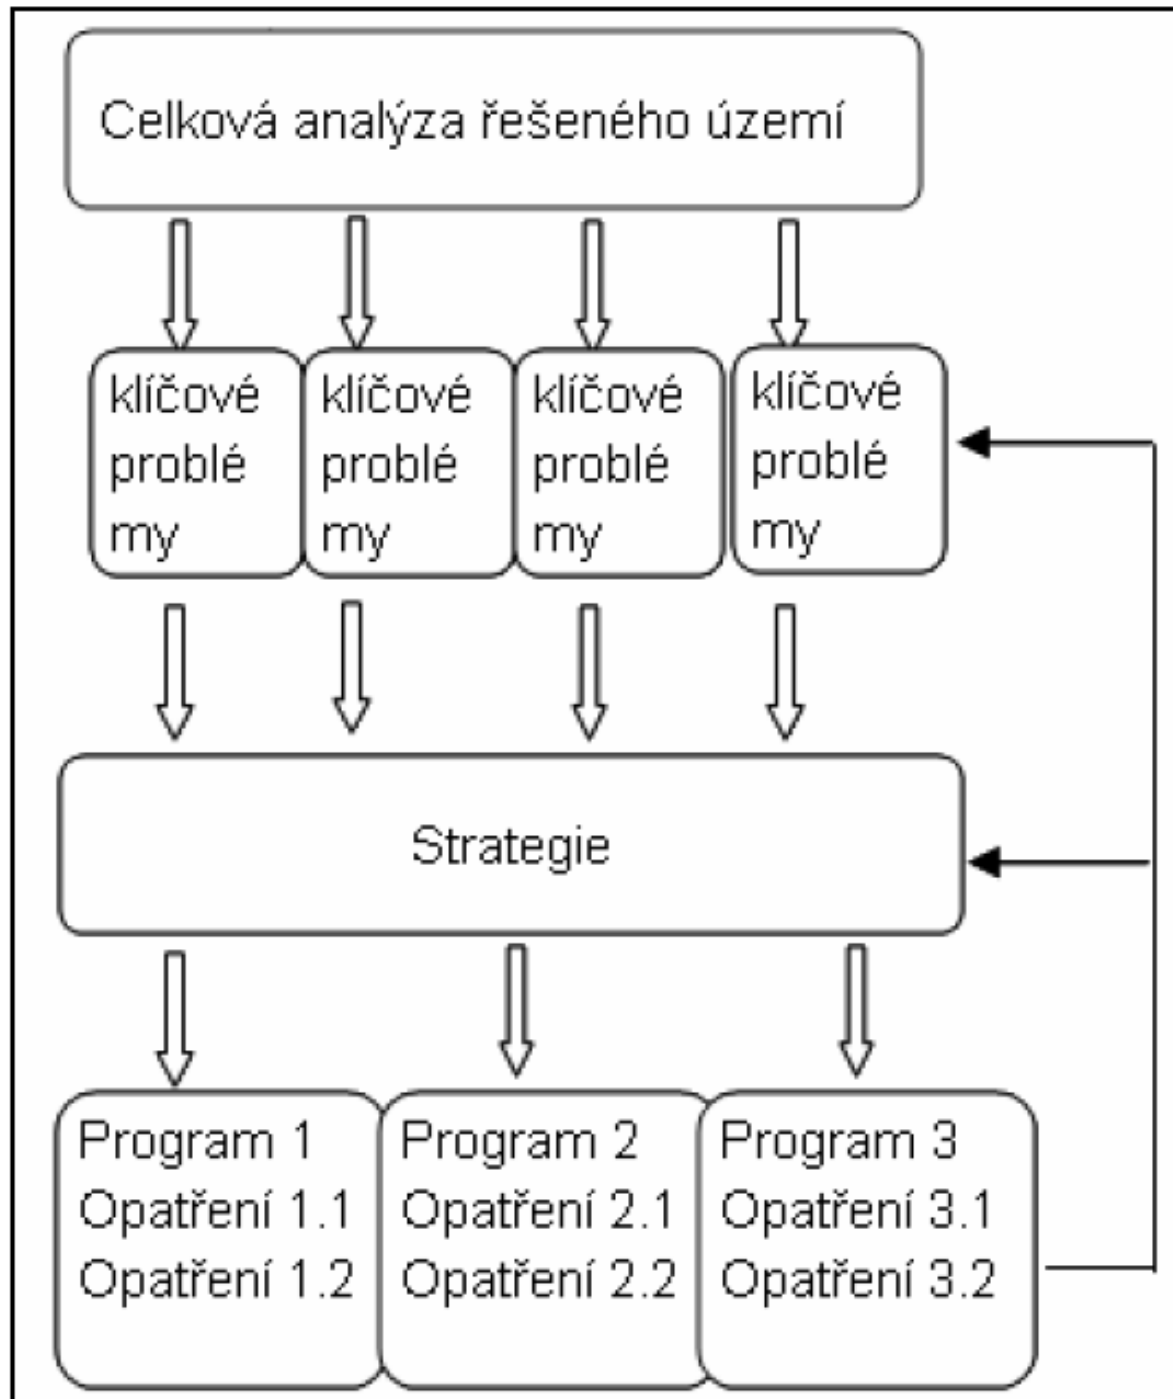 Celková analýza řešeného území
klíčové
problé
my
klíčové
problé
my
klíčové
problé
my
klíčové
problé
my
Strategie
Program 1
Opatření 1.1
Opatření 1.2
Program 2
Opatření 2.1
Opatření 2.2
Program 3
Opatření 3.1
Opatření 3.2